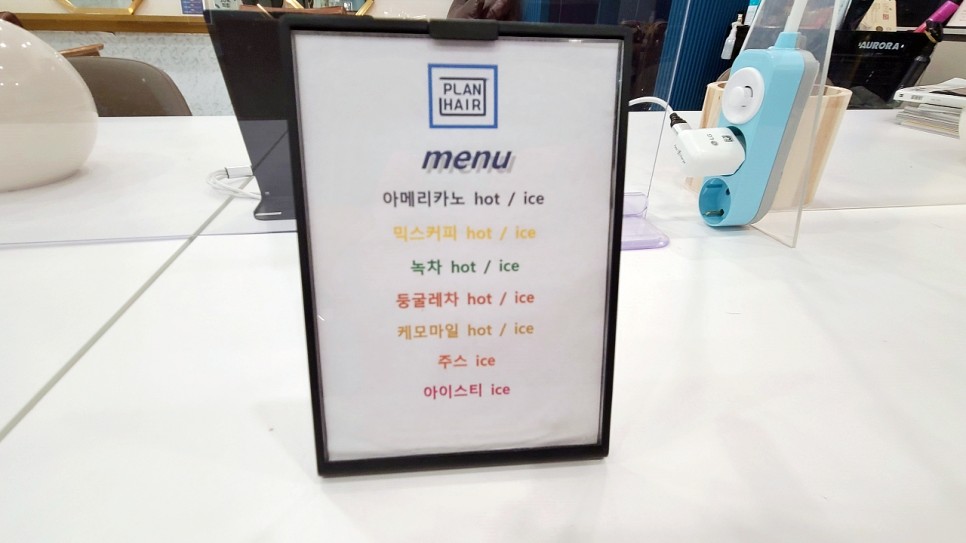 PLAN
HAIR
menu
아메리카노 hot / ice
믹스커피 hot / ice
녹차 hot / ice
둥굴레차 hot / ice
케모마일 hot / ice
주스 ice
아이스티 ice
AURORA